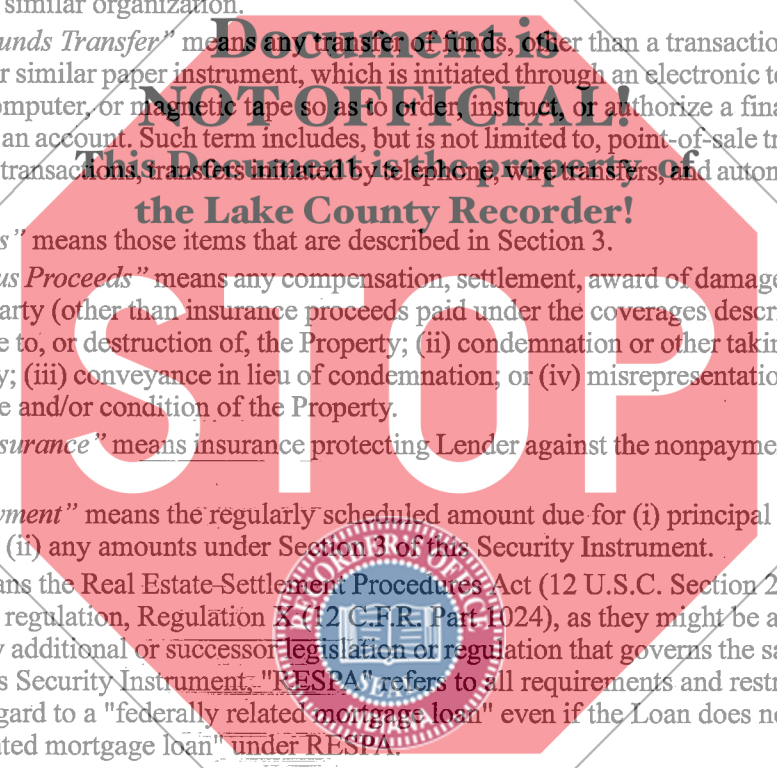 similar organization.
Document is
unds Transfer” means any transfer of funds, other than a transactio
r similar paper instrument, which is initiated through an electronic te
NOT OFFICIAL!
omputer, or magnetic tape so as to order, instruct, or authorize a fina
an account. Such term includes, but is not limited to, point-of-sale tr
This Document is the property of
transactions, transfers initiated by telephone, wire transfers, and autom
the Lake County Recorder!
s” means those items that are described in Section 3.
us Proceeds” means any compensation, settlement, award of damage
arty (other than insurance proceeds paid under the coverages descri
e to, or destruction of, the Property; (ii) condemnation or other takin
y; (iii) conveyance in lieu of condemnation; or (iv) misrepresentatio
e and/or condition of the Property.
STOP
surance” means insurance protecting Lender against the nonpayme
yment” means the regularly scheduled amount due for (i) principal
(ii) any amounts under Section 3 of this Security Instrument.
ans the Real Estate Settlement Procedures Act (12 U.S.C. Section 2
regulation, Regulation X (12 C.F.R. Part 1024), as they might be a
y additional or successor legislation or regulation that governs the sa
s Security Instrument, "RESPA" refers to all requirements and restr
gard to a "federally related mortgage loan" even if the Loan does no
ated mortgage loan" under RESPA.
RECORDER'S OFFICE
SEAL